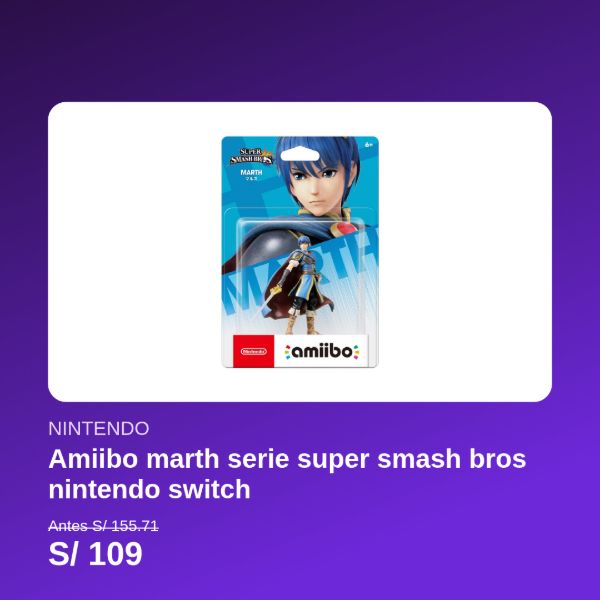 SUPER
SMASH BROS
MARTH
マルス
6+
MARTH
Nintendo
amiibo
NINTENDO
Amiibo marth serie super smash bros
nintendo switch
Antes S/ 155.71
S/ 109